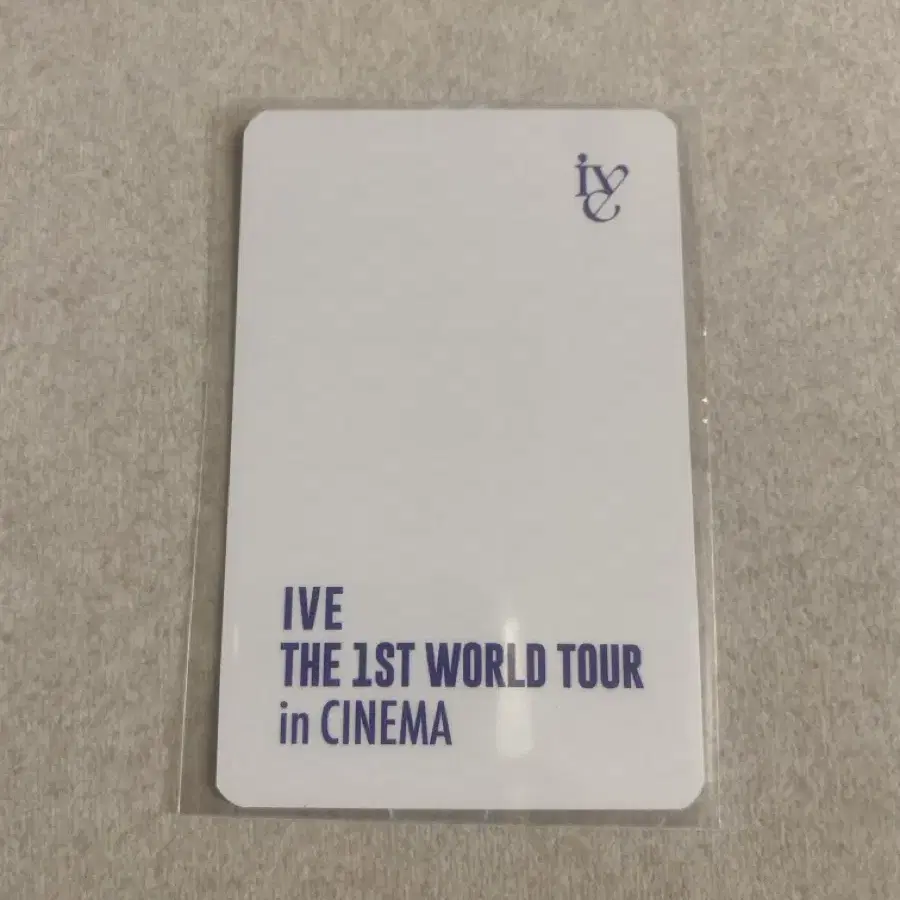 ive
IVE
THE 1ST WORLD TOUR
in CINEMA